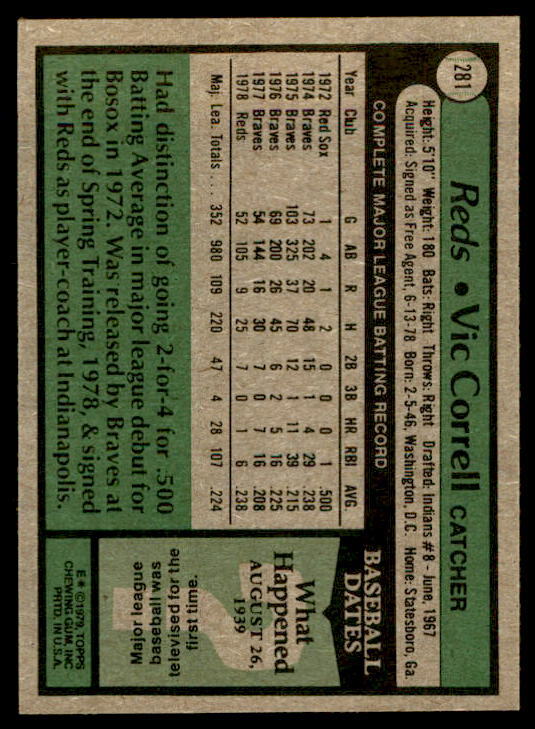 281
Reds • Vic Correll CATCHER
Height: 5'10" Weight: 180 Bats: Right Throws: Right Drafted: Indians #8 - June, 1967
Acquired: Signed as Free Agent, 6-13-78 Born: 2-5-46, Washington, D.C. Home: Statesboro, Ga.
COMPLETE MAJOR LEAGUE BATTING RECORD
Year Club G AB R H 2B 3B HR RBI AVG.
1972 Red Sox 1 4 1 2 0 0 0 1 .500
1974 Braves 73 202 20 48 15 1 4 29 .238
1975 Braves 103 325 37 70 12 1 11 39 .215
1976 Braves 69 200 26 45 6 2 5 16 .225
1977 Braves 54 144 16 30 7 0 7 16 .208
1978 Reds 52 105 9 25 7 0 1 6 .238
Maj. Lea. Totals . . . 352 980 109 220 47 4 28 107 .224
Had distinction of going 2-for-4 for .500
Batting Average in major league debut for
Bosox in 1972. Was released by Braves at
the end of Spring Training, 1978, & signed
with Reds as player-coach at Indianapolis.
BASEBALL
DATES
What
Happened
AUGUST 26,
1939
Major league
baseball was
televised for the
first time.
E✱©1979, TOPPS
CHEWING GUM, INC
PRTD. IN U.S.A.